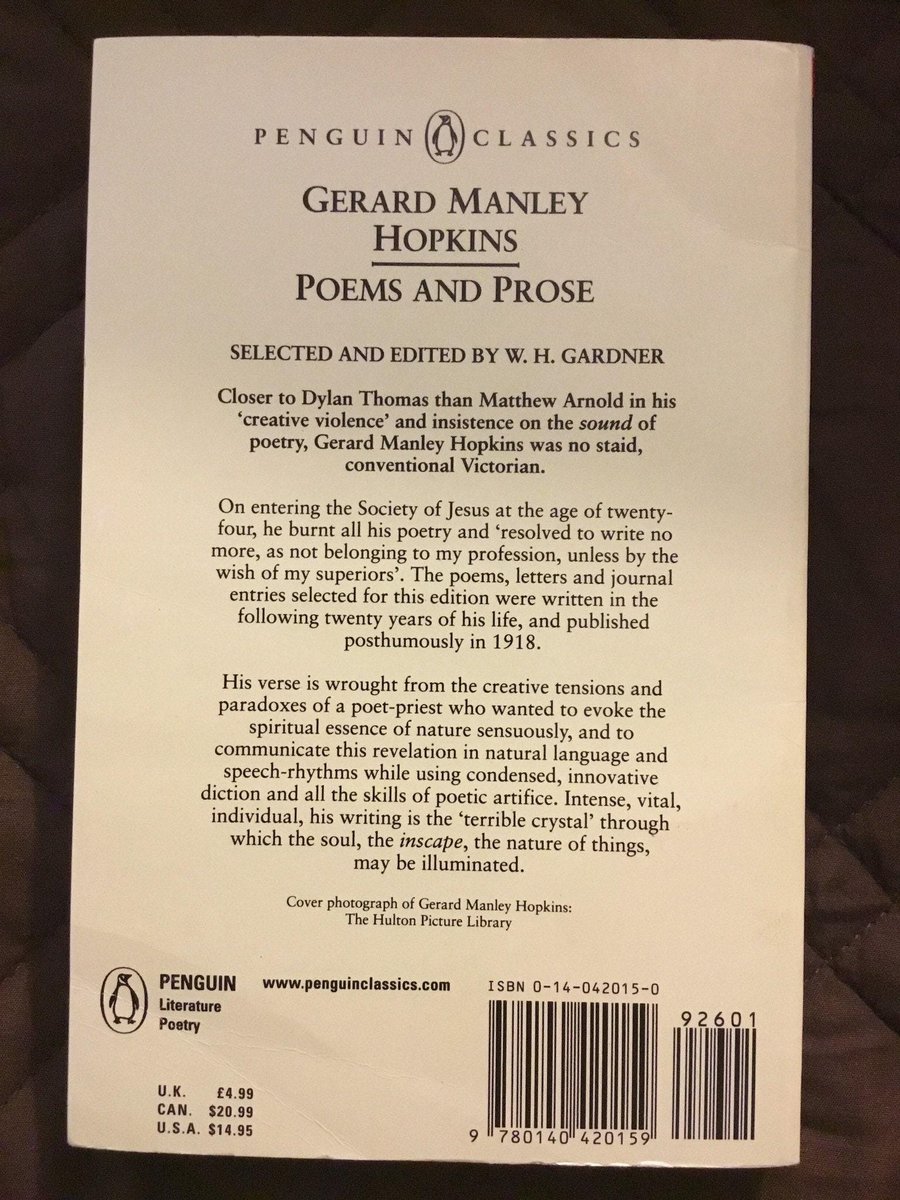 PENGUIN CLASSICS
GERARD MANLEY
HOPKINS
POEMS AND PROSE
SELECTED AND EDITED BY W. H. GARDNER
Closer to Dylan Thomas than Matthew Arnold in his
‘creative violence’ and insistence on the sound of
poetry, Gerard Manley Hopkins was no staid,
conventional Victorian.
On entering the Society of Jesus at the age of twenty-
four, he burnt all his poetry and ‘resolved to write no
more, as not belonging to my profession, unless by the
wish of my superiors’. The poems, letters and journal
entries selected for this edition were written in the
following twenty years of his life, and published
posthumously in 1918.
His verse is wrought from the creative tensions and
paradoxes of a poet-priest who wanted to evoke the
spiritual essence of nature sensuously, and to
communicate this revelation in natural language and
speech-rhythms while using condensed, innovative
diction and all the skills of poetic artifice. Intense, vital,
individual, his writing is the ‘terrible crystal’ through
which the soul, the inscape, the nature of things,
may be illuminated.
Cover photograph of Gerard Manley Hopkins:
The Hulton Picture Library
PENGUIN
Literature
Poetry
www.penguinclassics.com
ISBN 0-14-042015-0
92601
U.K. £4.99
CAN. $20.99
U.S.A. $14.95
9 780140 420159